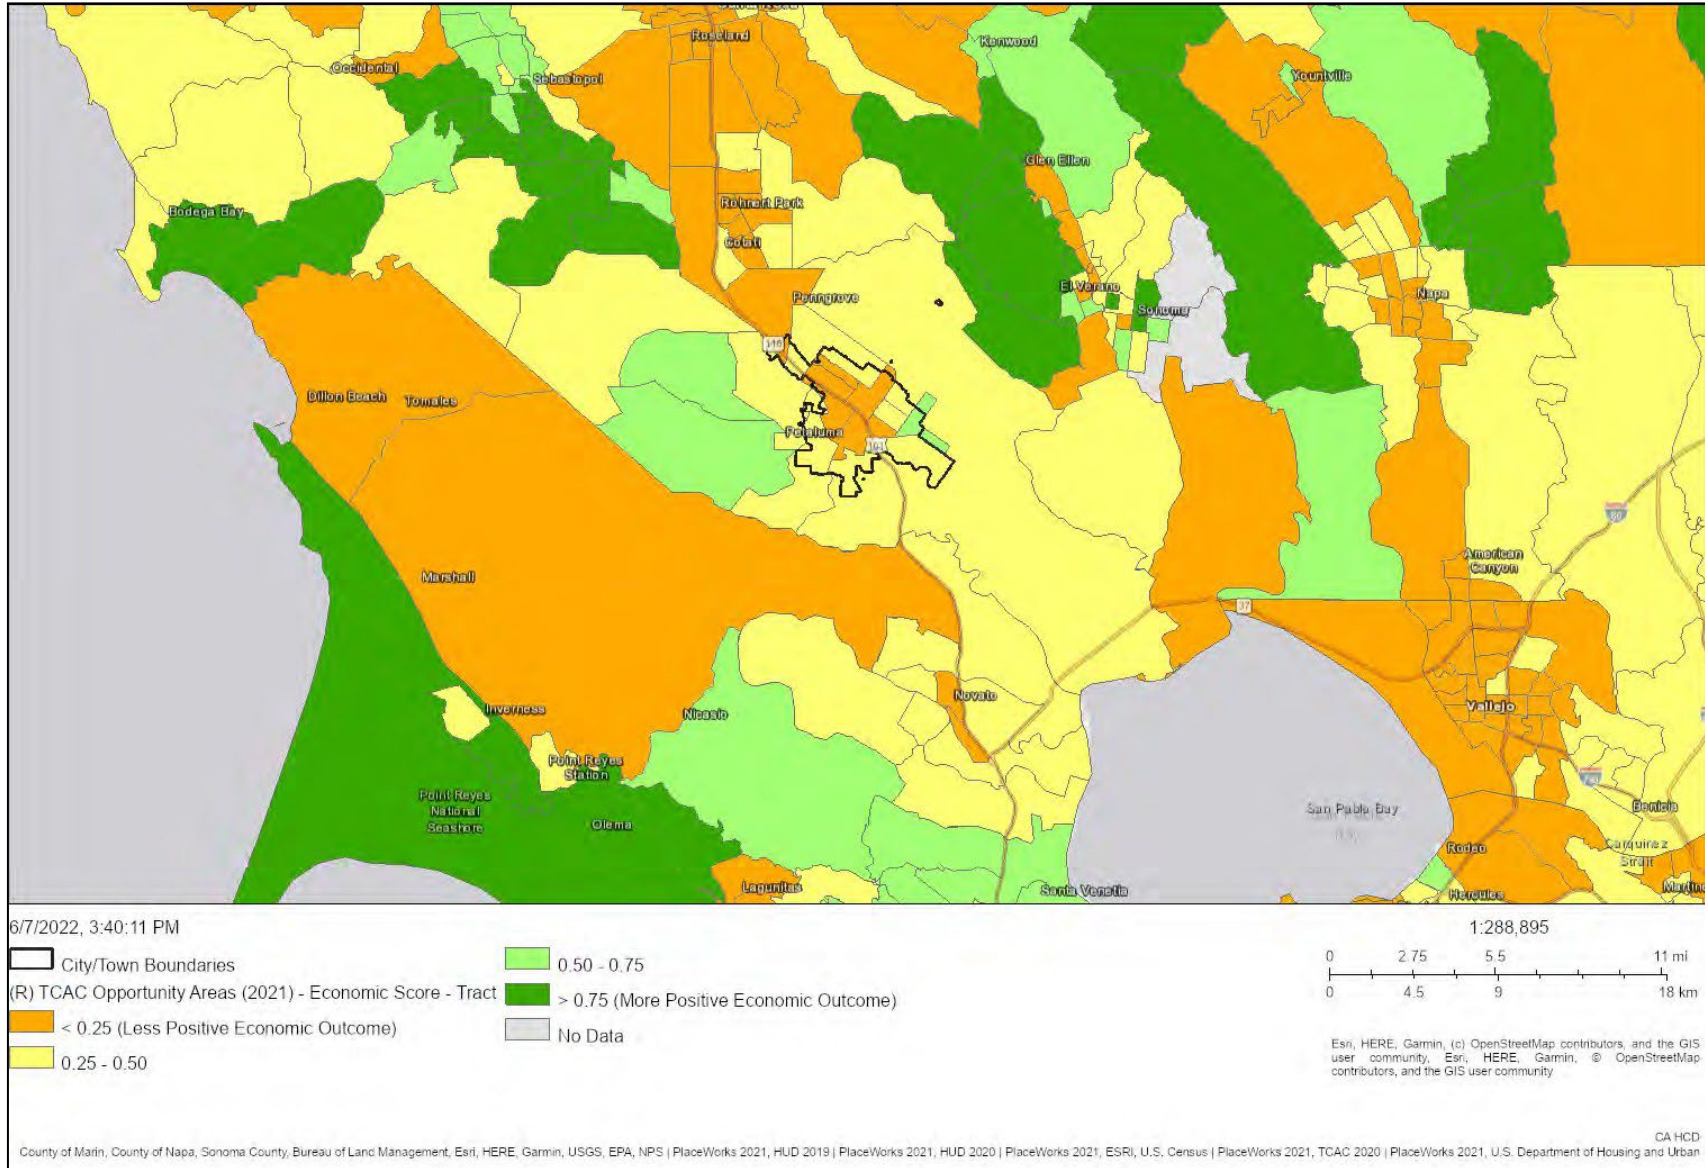 Roseland
Occidental
Sebastopol
Kenwood
Yountville
Glen Ellen
Bodega Bay
Rohnert Park
Cotati
El Verano
Sonoma
Napa
Penngrove
116
Dillon Beach
Tomales
Petaluma
101
80
American
Canyon
Marshall
37
Novato
Vallejo
Inverness
Nicasio
Point Reyes
Station
780
Point Reyes
National
Seashore
Olema
San Pablo Bay
Benicia
Carquinez
Strait
Rodeo
Lagunitas
Santa Venetia
Hercules
6/7/2022, 3:40:11 PM
City/Town Boundaries
(R) TCAC Opportunity Areas (2021) - Economic Score - Tract
< 0.25 (Less Positive Economic Outcome)
0.25 - 0.50
0.50 - 0.75
> 0.75 (More Positive Economic Outcome)
No Data
1:288,895
0 2.75 5.5 11 mi
0 4.5 9 18 km
Esri, HERE, Garmin, (c) OpenStreetMap contributors, and the GIS
user community, Esri, HERE, Garmin, © OpenStreetMap
contributors, and the GIS user community
CA HCD
County of Marin, County of Napa, Sonoma County, Bureau of Land Management, Esri, HERE, Garmin, USGS, EPA, NPS | PlaceWorks 2021, HUD 2019 | PlaceWorks 2021, HUD 2020 | PlaceWorks 2021, ESRI, U.S. Census | PlaceWorks 2021, TCAC 2020 | PlaceWorks 2021, U.S. Department of Housing and Urban